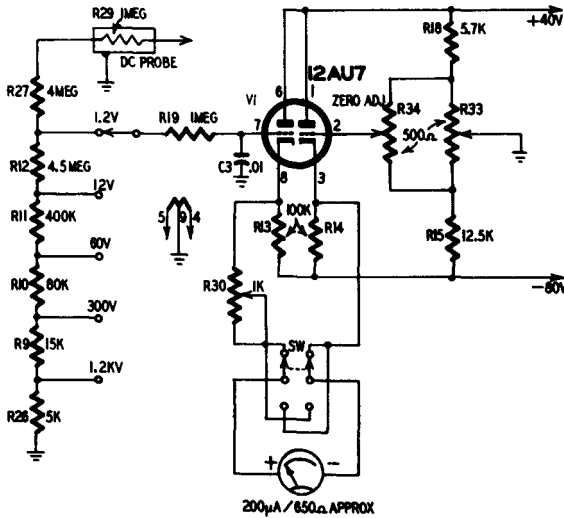 R29 1MEG
DC PROBE
R27 4MEG
1.2V
R19 1MEG
R12 4.5MEG
12V
R11 400K
60V
R10 80K
300V
R9 15K
1.2KV
R26 5K
C3 .01
5 9 4
V1
12AU7
6 1
7 2
8 3
ZERO ADJ.
+40V
R18 5.7K
R34
500Ω
R33
R15 12.5K
-80V
100K
R13 R14
R30 1K
SW
+ -
200µA/650Ω APPROX